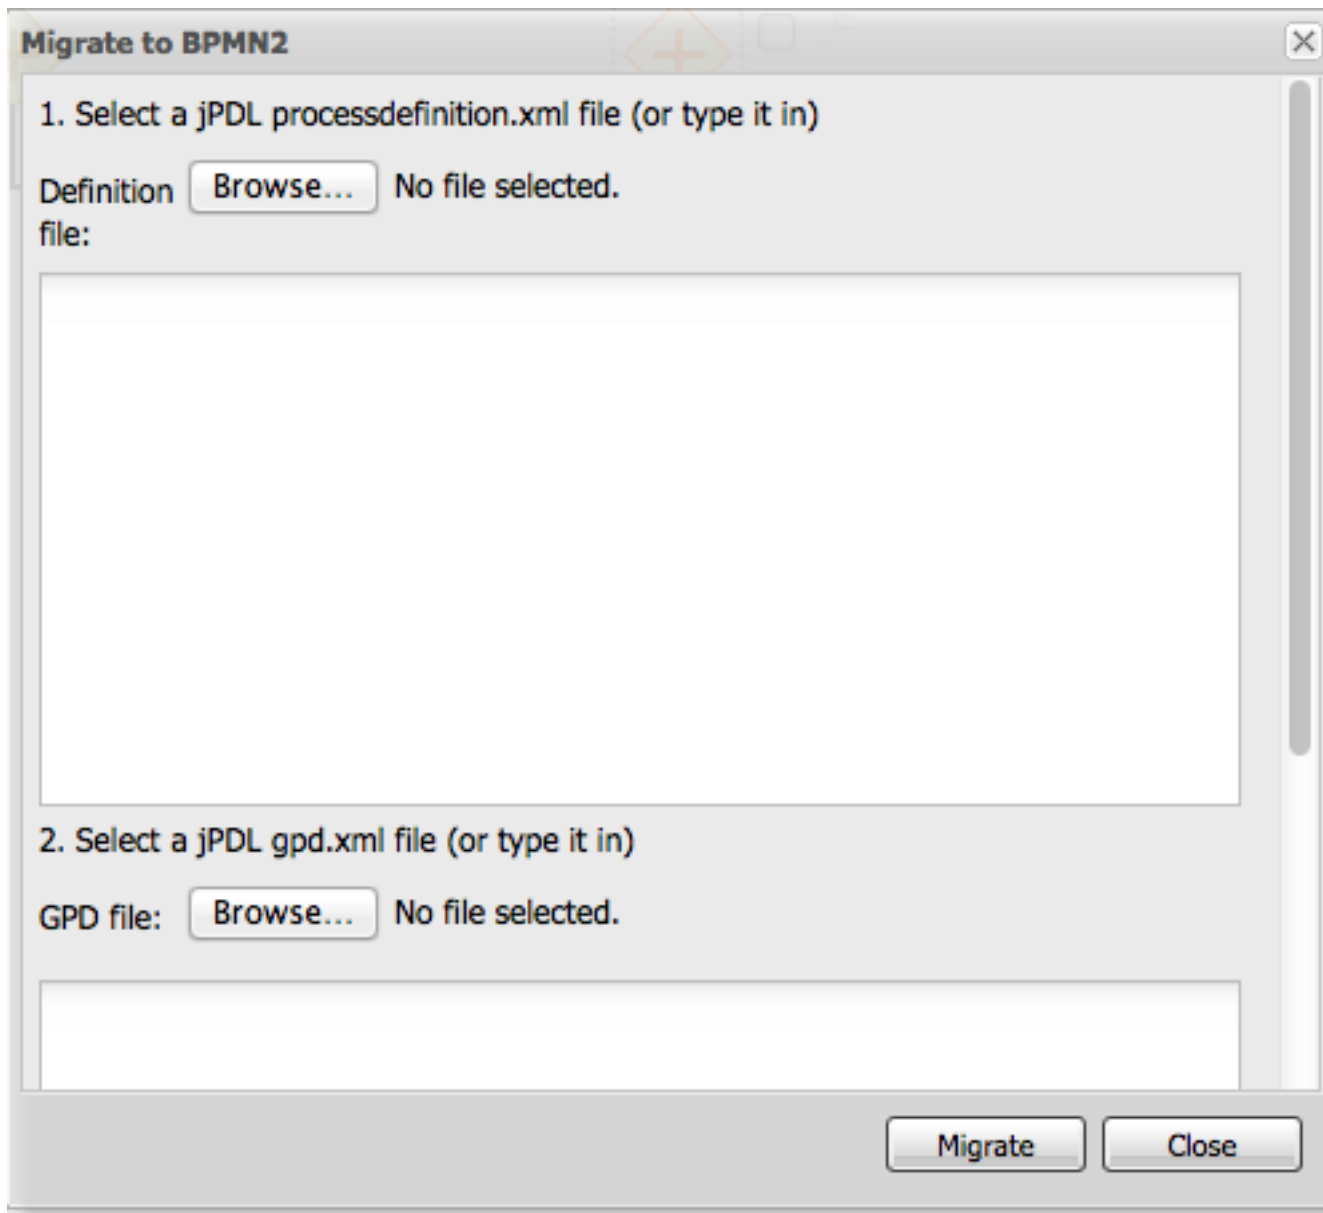 Migrate to BPMN2
1. Select a jPDL processdefinition.xml file (or type it in)
Definition file:
Browse... No file selected.
2. Select a jPDL gpd.xml file (or type it in)
GPD file: Browse... No file selected.
Migrate Close